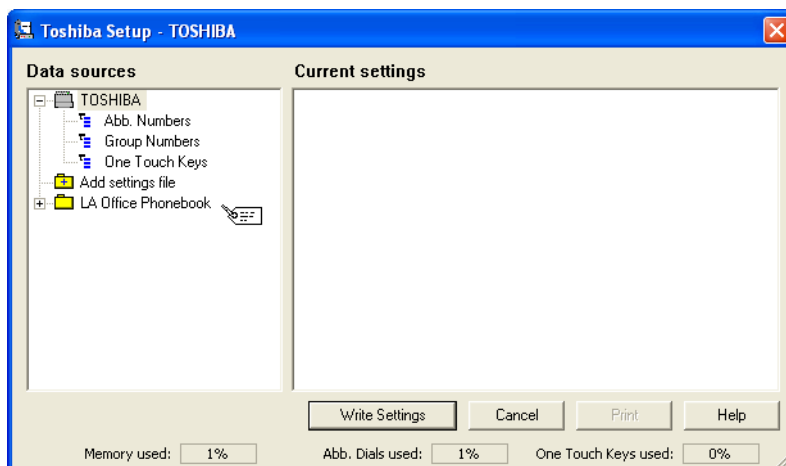 Toshiba Setup - TOSHIBA
Data sources
Current settings
TOSHIBA
Abb. Numbers
Group Numbers
One Touch Keys
Add settings file
LA Office Phonebook
Write Settings Cancel Print Help
Memory used: 1% Abb. Dials used: 1% One Touch Keys used: 0%